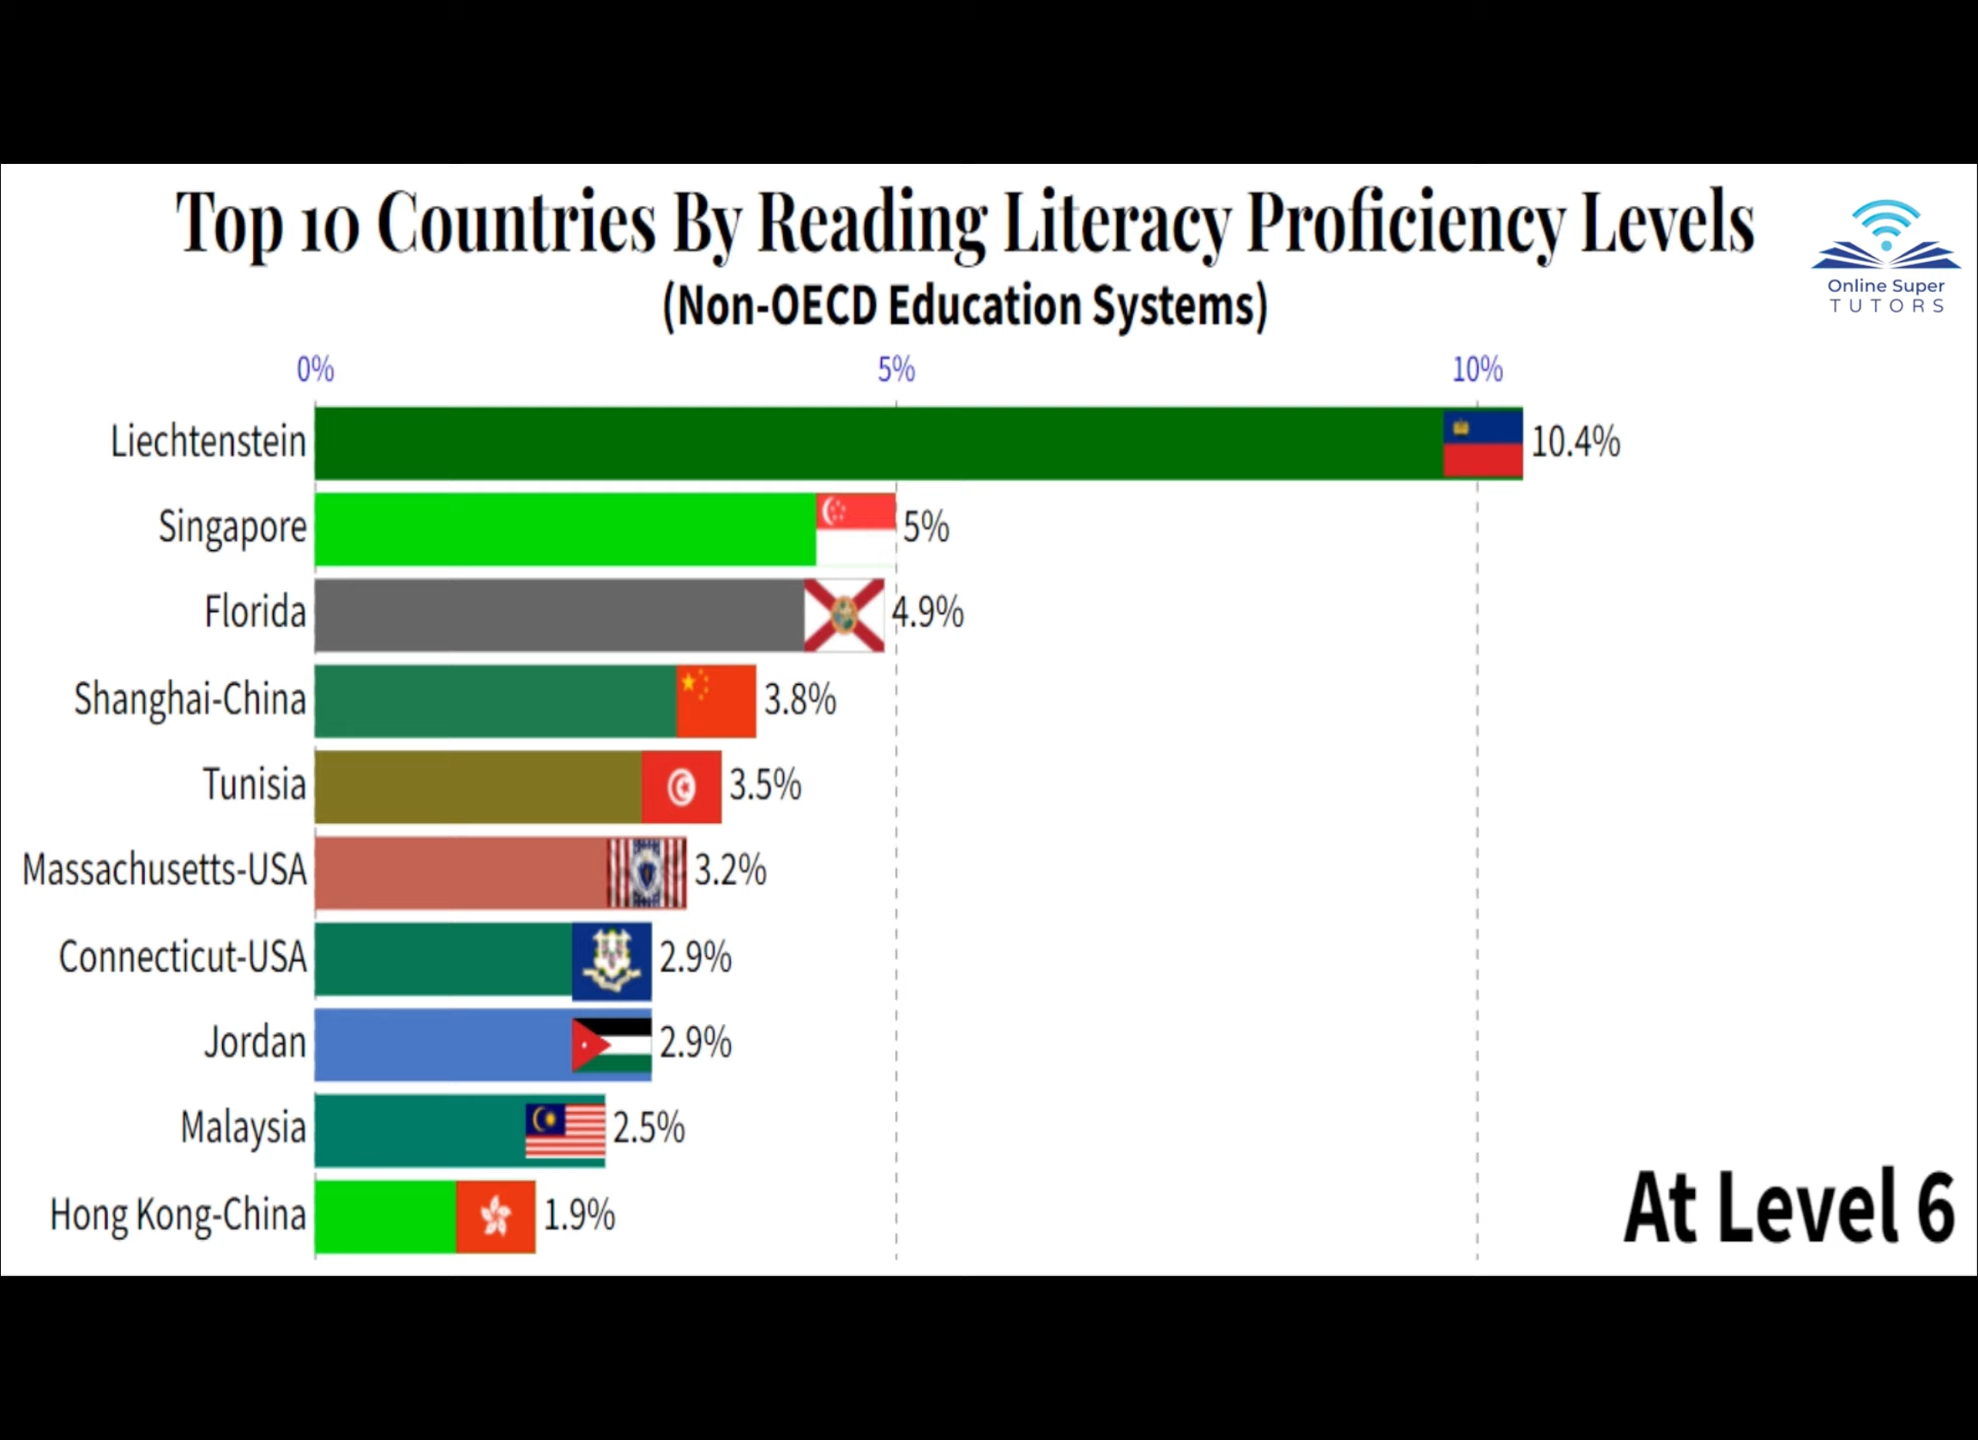 Top 10 Countries By Reading Literacy Proficiency Levels
(Non-OECD Education Systems)
Online Super
TUTORS
0% 5% 10%
Liechtenstein 10.4%
Singapore 5%
Florida 4.9%
Shanghai-China 3.8%
Tunisia 3.5%
Massachusetts-USA 3.2%
Connecticut-USA 2.9%
Jordan 2.9%
Malaysia 2.5%
Hong Kong-China 1.9%
At Level 6